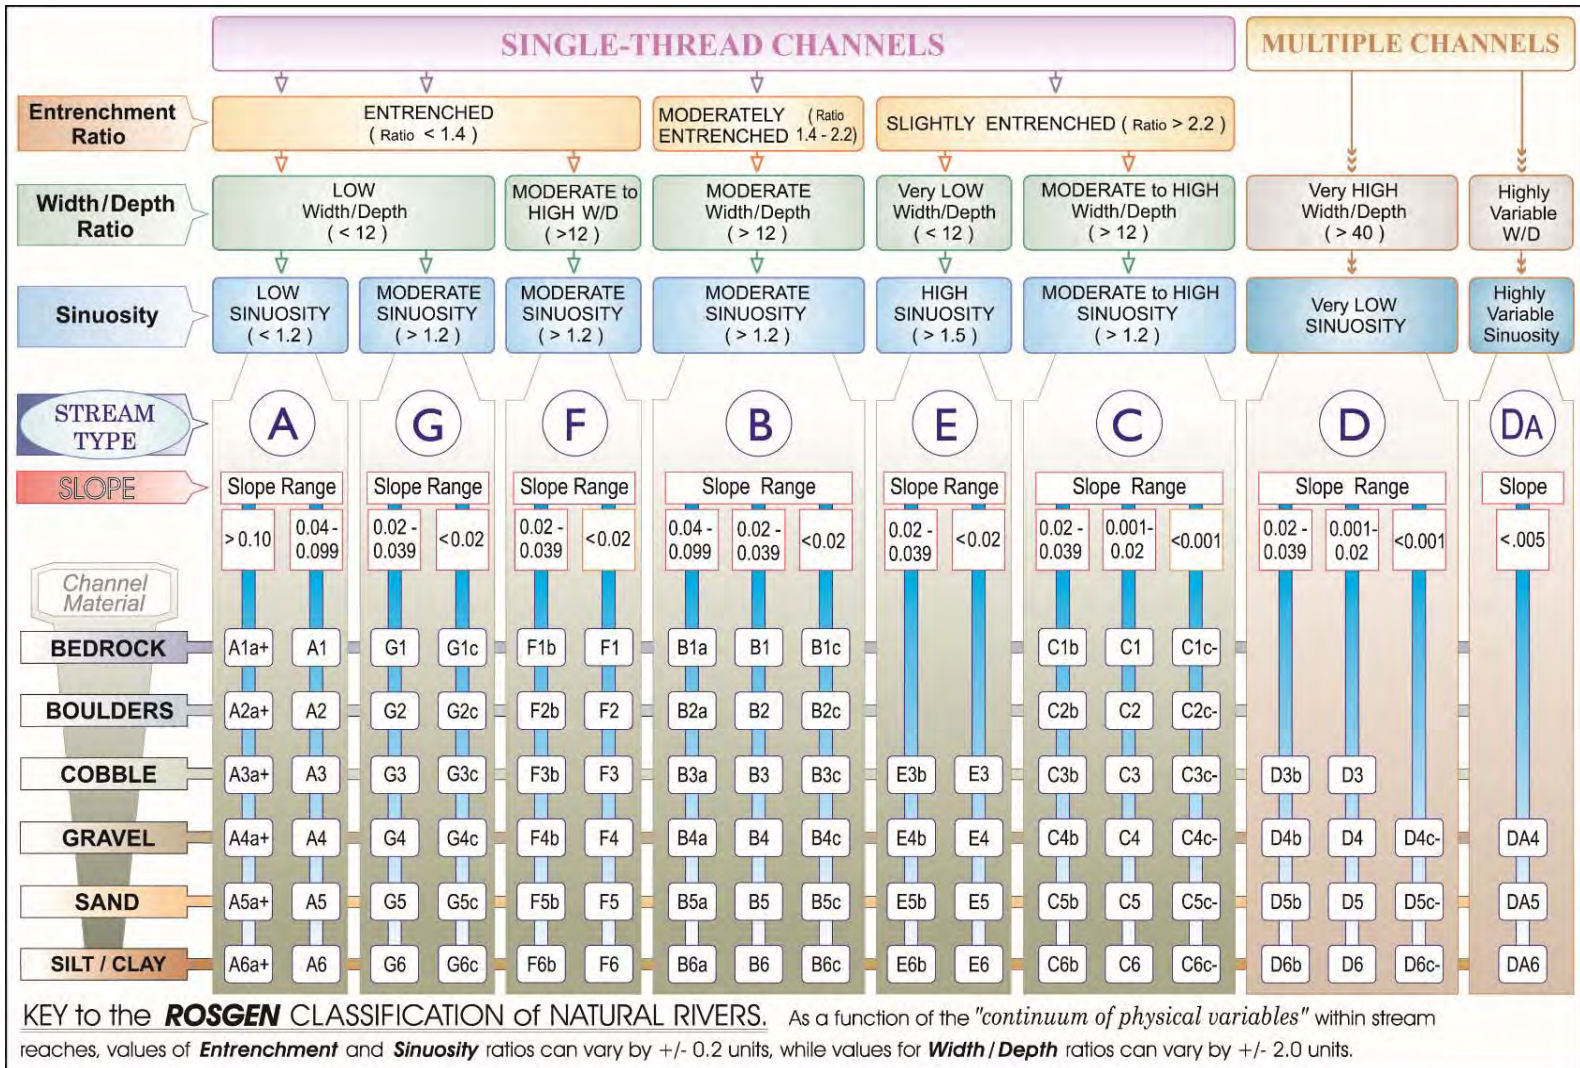 SINGLE-THREAD CHANNELS
MULTIPLE CHANNELS
Entrenchment
Ratio
ENTRENCHED
( Ratio < 1.4 )
MODERATELY ( Ratio
ENTRENCHED 1.4 - 2.2)
SLIGHTLY ENTRENCHED ( Ratio > 2.2 )
Width/Depth
Ratio
LOW
Width/Depth
( < 12 )
MODERATE to
HIGH W/D
( >12 )
MODERATE
Width/Depth
( > 12 )
Very LOW
Width/Depth
( < 12 )
MODERATE to HIGH
Width/Depth
( > 12 )
Very HIGH
Width/Depth
( > 40 )
Highly
Variable
W/D
Sinuosity
LOW
SINUOSITY
( < 1.2 )
MODERATE
SINUOSITY
( > 1.2 )
MODERATE
SINUOSITY
( > 1.2 )
MODERATE
SINUOSITY
( > 1.2 )
HIGH
SINUOSITY
( > 1.5 )
MODERATE to HIGH
SINUOSITY
( > 1.2 )
Very LOW
SINUOSITY
Highly
Variable
Sinuosity
STREAM
TYPE
A G F B E C D DA
SLOPE
Slope Range Slope Range Slope Range Slope Range Slope Range Slope Range Slope Range Slope
> 0.10
0.04 -
0.099
0.02 -
0.039
<0.02
0.02 -
0.039
<0.02
0.04 -
0.099
0.02 -
0.039
<0.02
0.02 -
0.039
<0.02
0.02 -
0.039
0.001-
0.02
<0.001
0.02 -
0.039
0.001-
0.02
<0.001
<.005
Channel
Material
BEDROCK A1a+ A1 G1 G1c F1b F1 B1a B1 B1c C1b C1 C1c-
BOULDERS A2a+ A2 G2 G2c F2b F2 B2a B2 B2c C2b C2 C2c-
COBBLE A3a+ A3 G3 G3c F3b F3 B3a B3 B3c E3b E3 C3b C3 C3c- D3b D3
GRAVEL A4a+ A4 G4 G4c F4b F4 B4a B4 B4c E4b E4 C4b C4 C4c- D4b D4 D4c- DA4
SAND A5a+ A5 G5 G5c F5b F5 B5a B5 B5c E5b E5 C5b C5 C5c- D5b D5 D5c- DA5
SILT / CLAY A6a+ A6 G6 G6c F6b F6 B6a B6 B6c E6b E6 C6b C6 C6c- D6b D6 D6c- DA6
KEY to the ROSGEN CLASSIFICATION of NATURAL RIVERS. As a function of the "continuum of physical variables" within stream
reaches, values of Entrenchment and Sinuosity ratios can vary by +/- 0.2 units, while values for Width / Depth ratios can vary by +/- 2.0 units.